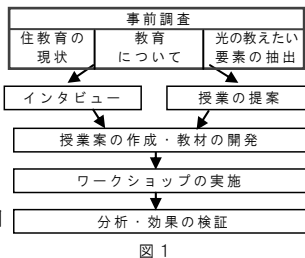 事前調査
住教育の
現状
教育
について
光の教えたい
要素の抽出
インタビュー
授業の提案
授業案の作成・教材の開発
ワークショップの実施
分析・効果の検証
図1